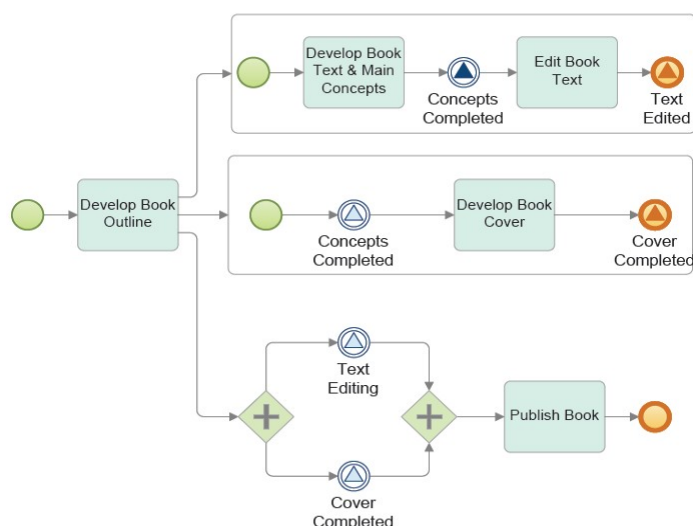 Develop Book
Text & Main
Concepts
Concepts
Completed
Edit Book
Text
Text
Edited
Develop Book
Outline
Concepts
Completed
Develop Book
Cover
Cover
Completed
Text
Editing
Publish Book
Cover
Completed